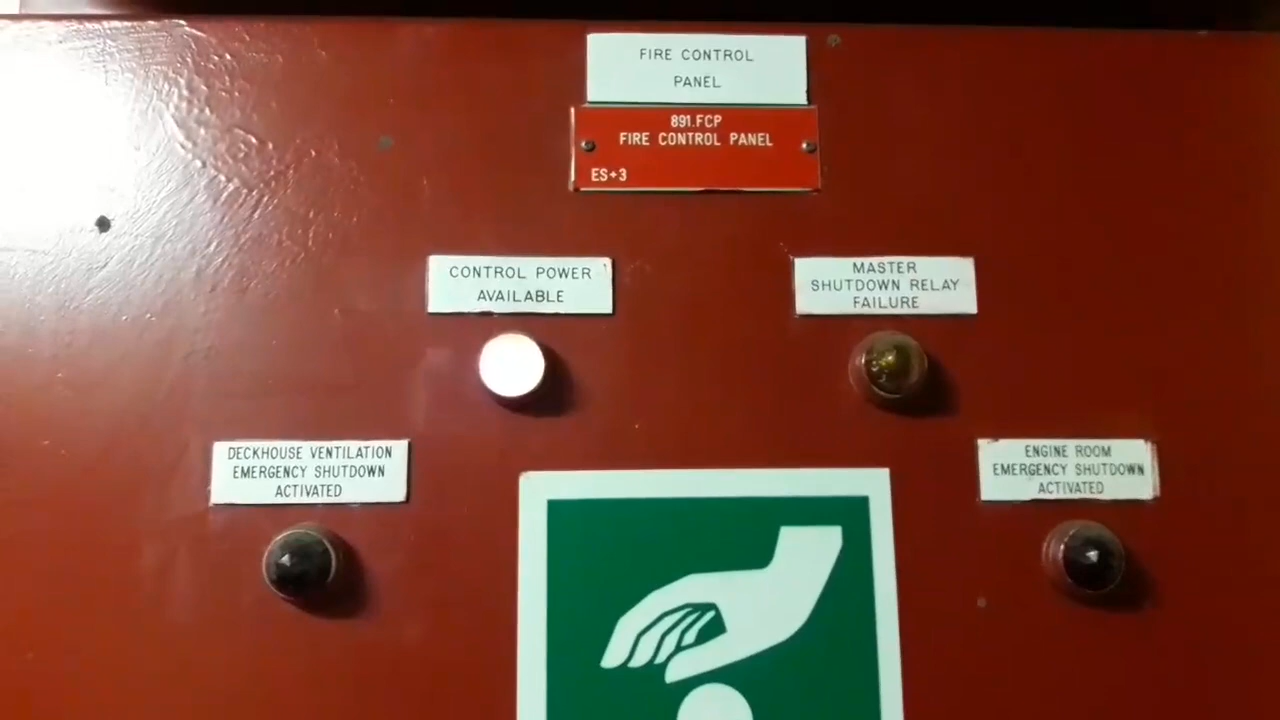 FIRE CONTROL
PANEL
891.FCP
FIRE CONTROL PANEL
ES+3
CONTROL POWER
AVAILABLE
MASTER
SHUTDOWN RELAY
FAILURE
DECKHOUSE VENTILATION
EMERGENCY SHUTDOWN
ACTIVATED
ENGINE ROOM
EMERGENCY SHUTDOWN
ACTIVATED